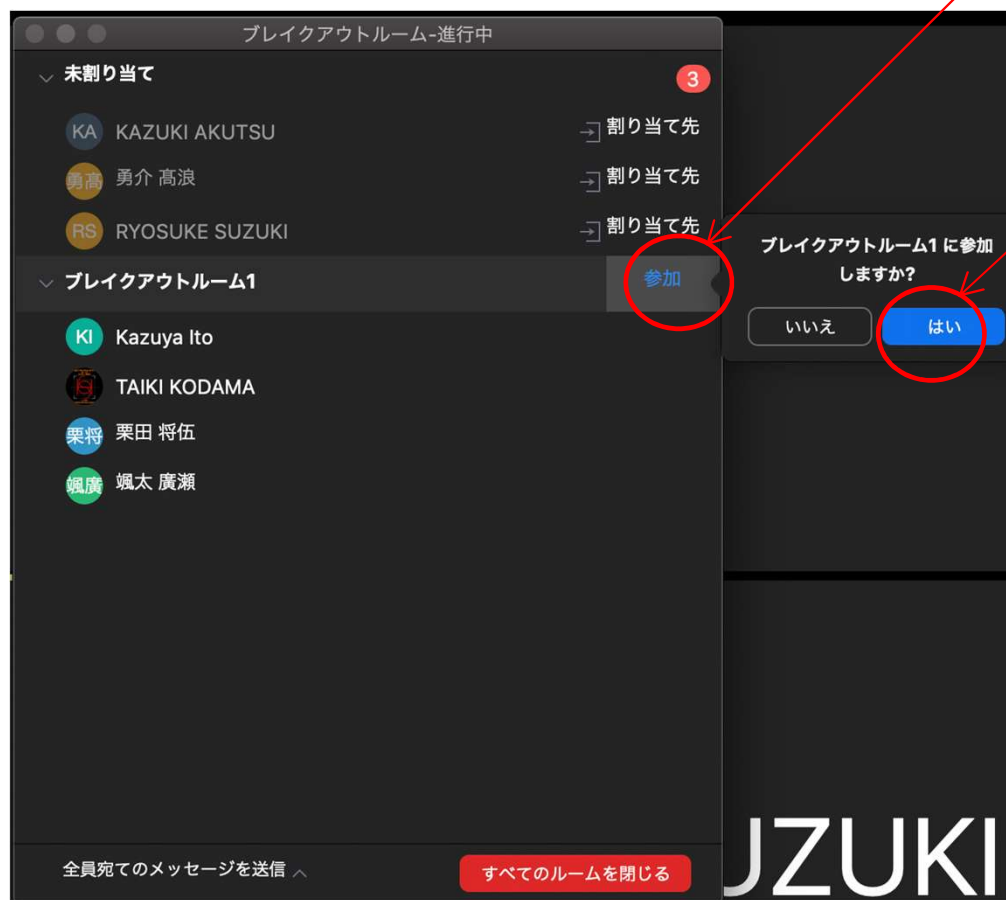 ブレイクアウトルーム-進行中
未割り当て
3
KA KAZUKI AKUTSU 割り当て先
勇髙 勇介 髙浪 割り当て先
RS RYOSUKE SUZUKI 割り当て先
ブレイクアウトルーム1 参加
KI Kazuya Ito
TAIKI KODAMA
栗将 栗田 将伍
颯廣 颯太 廣瀬
全員宛てのメッセージを送信
すべてのルームを閉じる
ブレイクアウトルーム1 に参加
しますか?
いいえ はい
UZUKI